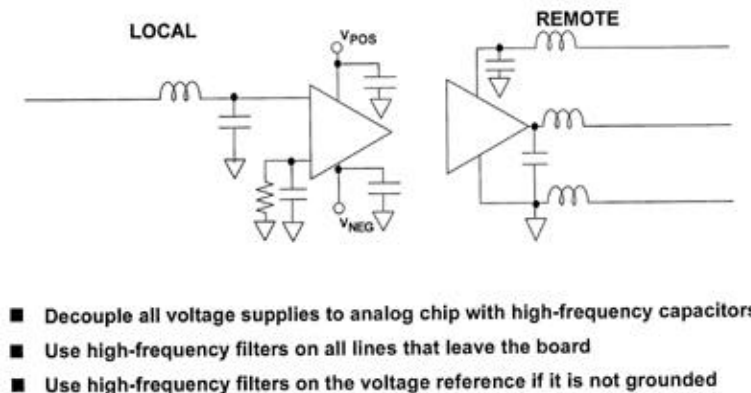 LOCAL
REMOTE
VPOS
VNEG
■ Decouple all voltage supplies to analog chip with high-frequency capacitors
■ Use high-frequency filters on all lines that leave the board
■ Use high-frequency filters on the voltage reference if it is not grounded